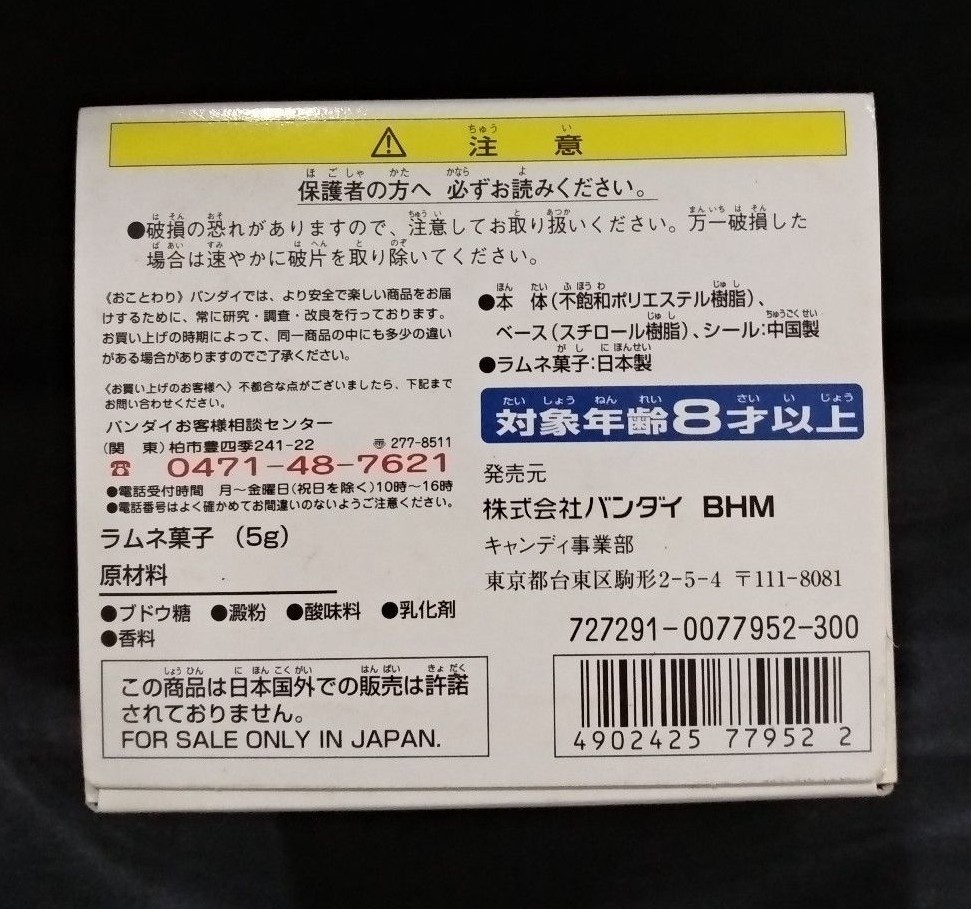 注意
保護者の方へ 必ずお読みください。
●破損の恐れがありますので、注意してお取り扱いください。万一破損した
場合は速やかに破片を取り除いてください。
《おことわり》バンダイでは、より安全で楽しい商品をお届
けするために、常に研究・調査・改良を行っております。
お買い上げの時期によって、同一商品の中にも多少の違い
がある場合がありますのでご了承ください。
《お買い上げのお客様へ》不都合な点がございましたら、下記まで
お問い合わせください。
バンダイお客様相談センター
(関 東)柏市豊四季241-22 〒277-8511
☎ 0471-48-7621
●電話受付時間 月〜金曜日(祝日を除く)10時〜16時
●電話番号はよく確かめてお間違いのないようご注意ください。
ラムネ菓子 (5g)
原材料
●ブドウ糖 ●澱粉 ●酸味料 ●乳化剤
●香料
この商品は日本国外での販売は許諾
されておりません。
FOR SALE ONLY IN JAPAN.
●本 体(不飽和ポリエステル樹脂)、
ベース(スチロール樹脂)、シール:中国製
●ラムネ菓子:日本製
対象年齢8才以上
発売元
株式会社バンダイ BHM
キャンディ事業部
東京都台東区駒形2-5-4 〒111-8081
727291-0077952-300
4902425 77952 2